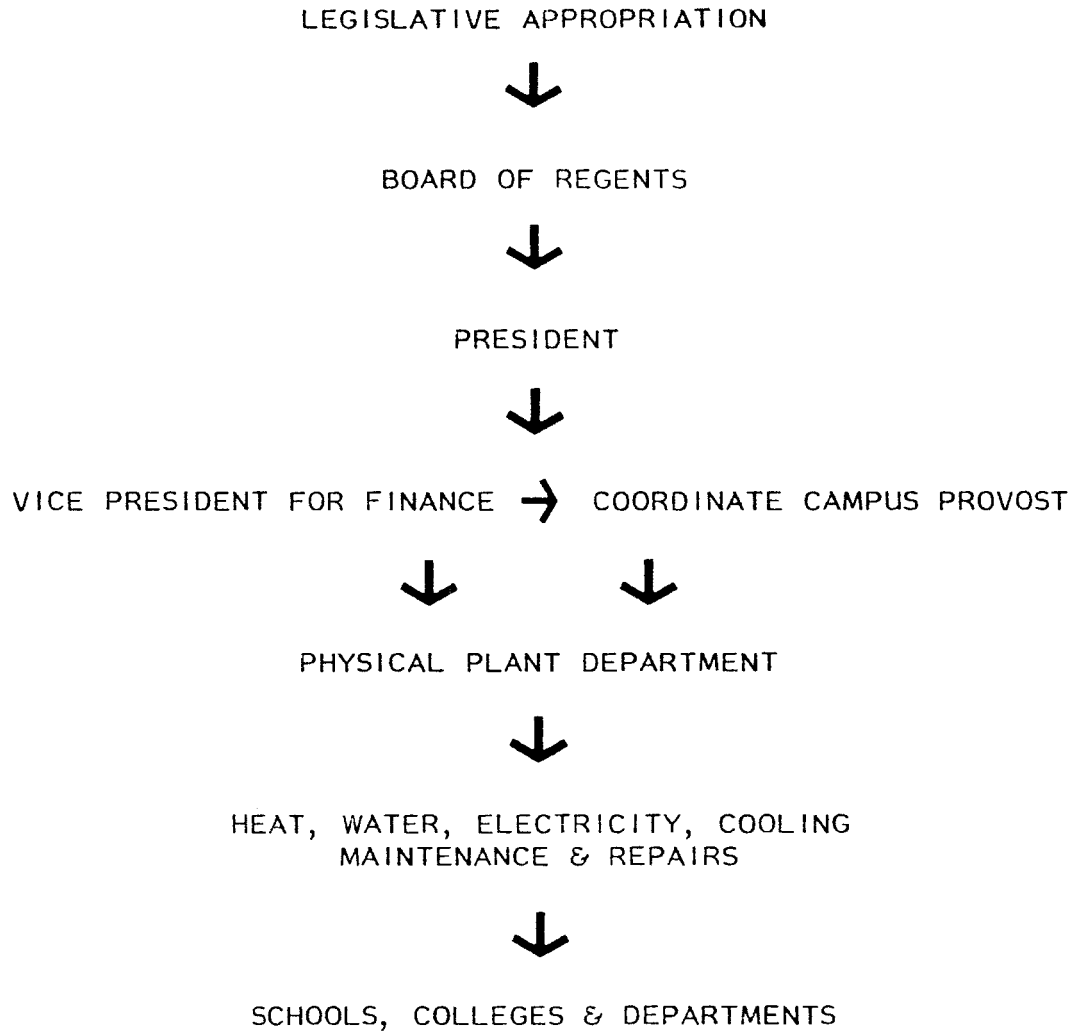 LEGISLATIVE APPROPRIATION
BOARD OF REGENTS
PRESIDENT
VICE PRESIDENT FOR FINANCE → COORDINATE CAMPUS PROVOST
PHYSICAL PLANT DEPARTMENT
HEAT, WATER, ELECTRICITY, COOLING
MAINTENANCE & REPAIRS
SCHOOLS, COLLEGES & DEPARTMENTS